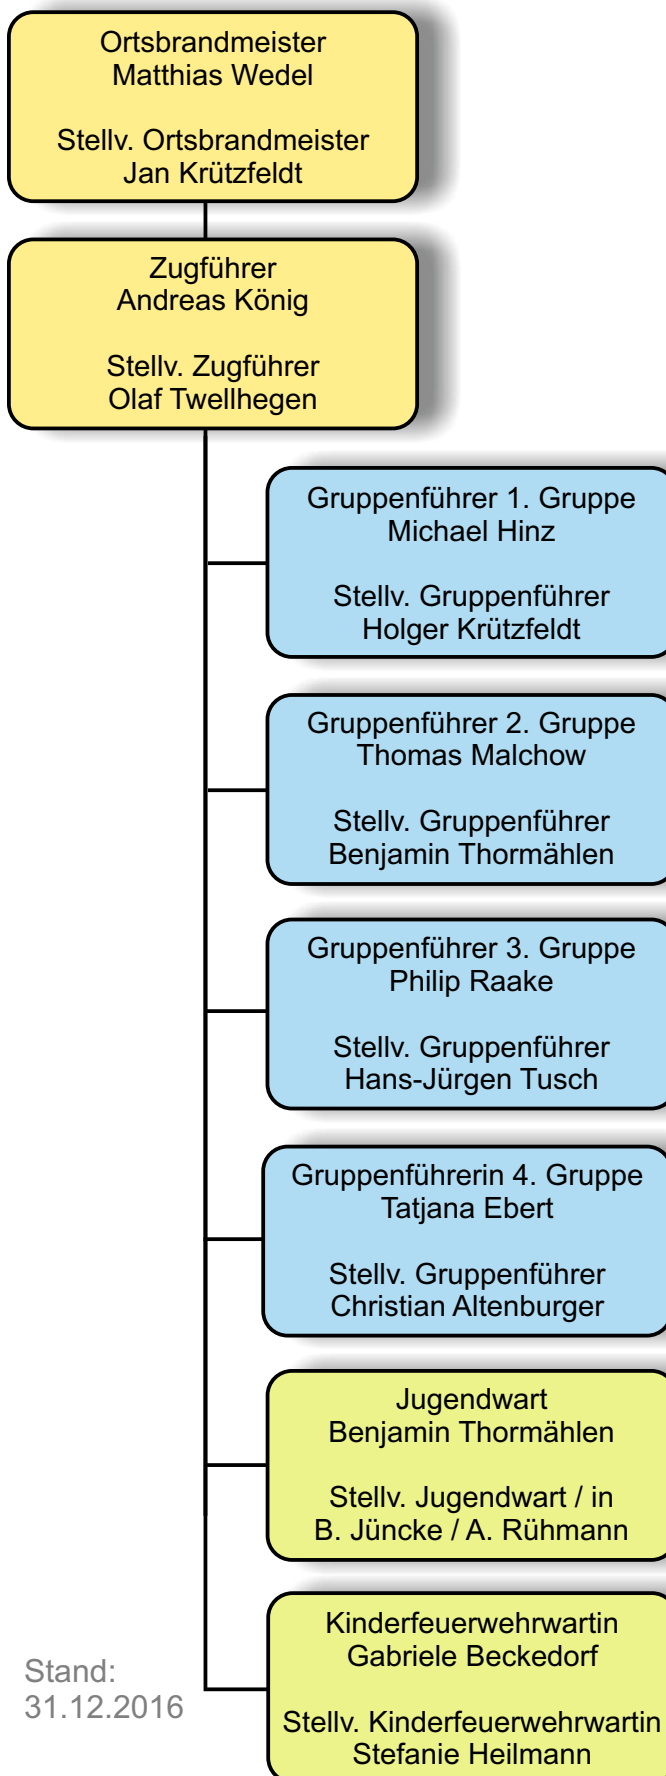 Ortsbrandmeister
Matthias Wedel
Stellv. Ortsbrandmeister
Jan Krützfeldt
Zugführer
Andreas König
Stellv. Zugführer
Olaf Twellhegen
Gruppenführer 1. Gruppe
Michael Hinz
Stellv. Gruppenführer
Holger Krützfeldt
Gruppenführer 2. Gruppe
Thomas Malchow
Stellv. Gruppenführer
Benjamin Thormählen
Gruppenführer 3. Gruppe
Philip Raake
Stellv. Gruppenführer
Hans-Jürgen Tusch
Gruppenführerin 4. Gruppe
Tatjana Ebert
Stellv. Gruppenführer
Christian Altenburger
Jugendwart
Benjamin Thormählen
Stellv. Jugendwart / in
B. Jüncke / A. Rühmann
Kinderfeuerwehrwartin
Gabriele Beckedorf
Stellv. Kinderfeuerwehrwartin
Stefanie Heilmann
Stand:
31.12.2016